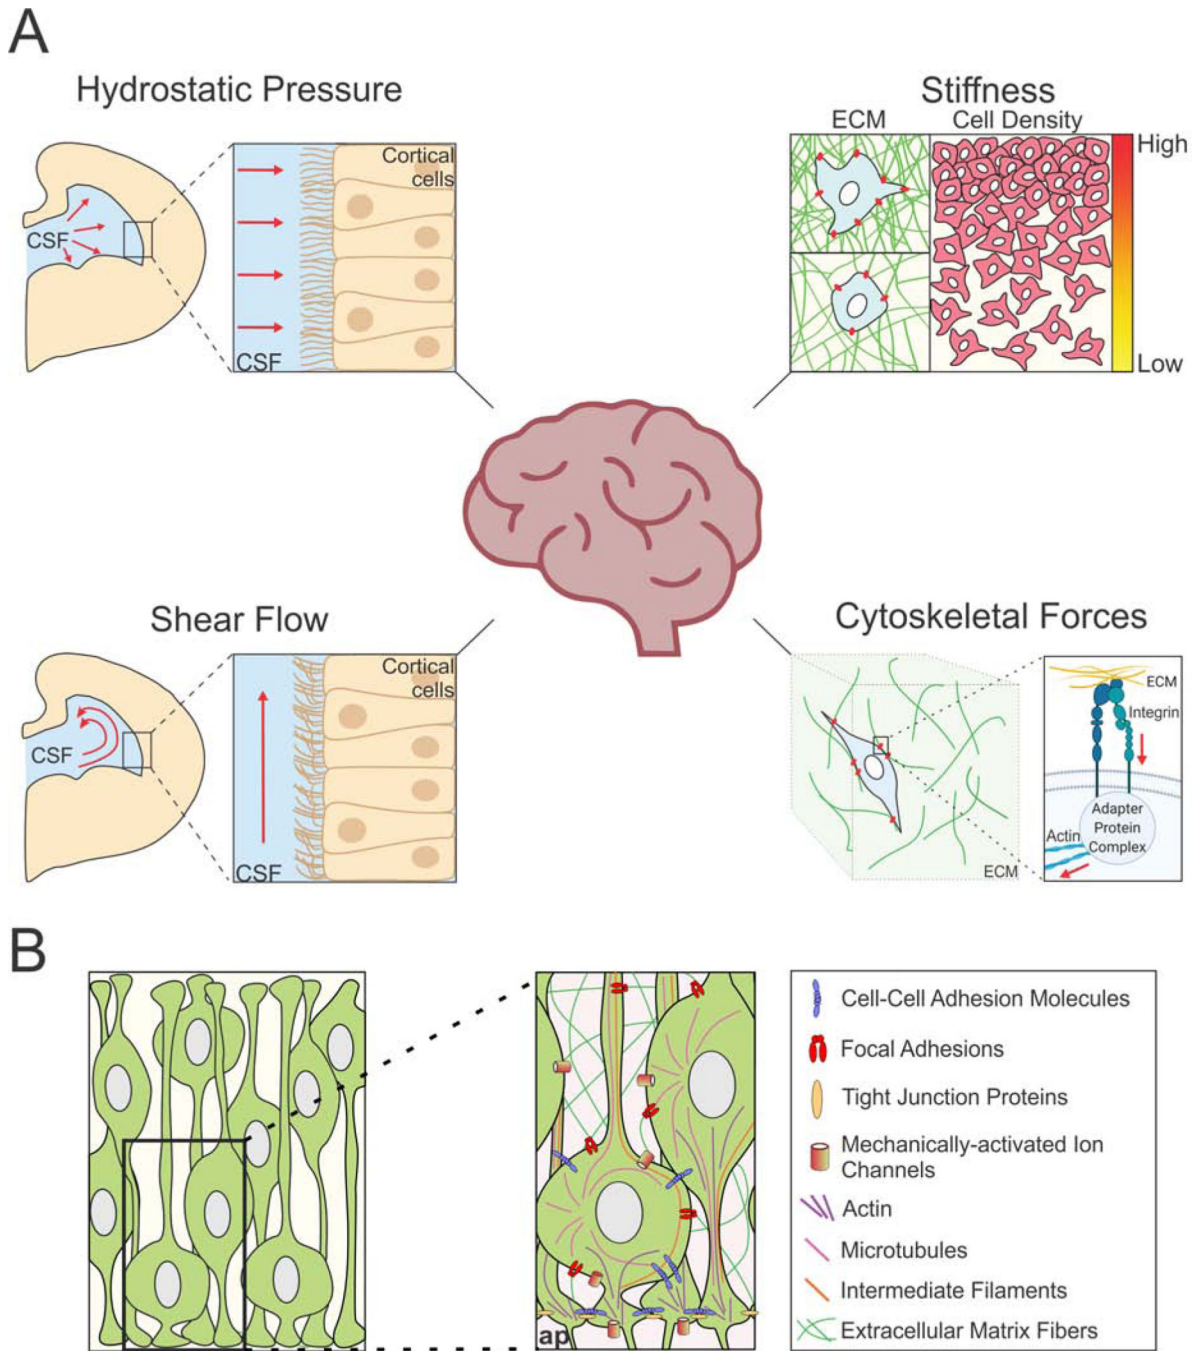 A
Hydrostatic Pressure
CSF
Cortical
cells
CSF
Stiffness
ECM
Cell Density
High
Low
Shear Flow
CSF
Cortical
cells
CSF
Cytoskeletal Forces
ECM
ECM
Integrin
Adapter
Protein
Complex
Actin
B
ap
Cell-Cell Adhesion Molecules
Focal Adhesions
Tight Junction Proteins
Mechanically-activated Ion
Channels
Actin
Microtubules
Intermediate Filaments
Extracellular Matrix Fibers